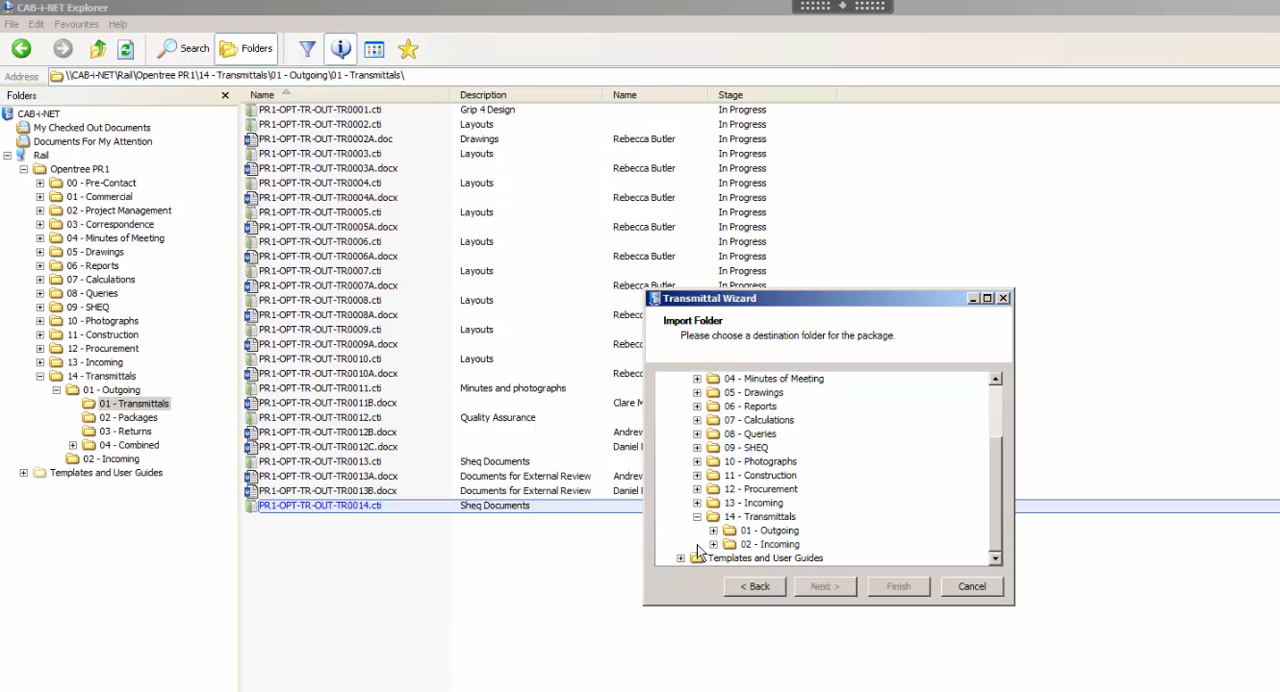 CAB-i-NET Explorer
File Edit Favourites Help
Search Folders
Address \\CAB-i-NET\Rail\Opentree PR1\14 - Transmittals\01 - Outgoing\01 - Transmittals\
Folders
CAB-i-NET
My Checked Out Documents
Documents For My Attention
Rail
Opentree PR1
00 - Pre-Contact
01 - Commercial
02 - Project Management
03 - Correspondence
04 - Minutes of Meeting
05 - Drawings
06 - Reports
07 - Calculations
08 - Queries
09 - SHEQ
10 - Photographs
11 - Construction
12 - Procurement
13 - Incoming
14 - Transmittals
01 - Outgoing
01 - Transmittals
02 - Packages
03 - Returns
04 - Combined
02 - Incoming
Templates and User Guides
Name Description Name Stage
PR1-OPT-TR-OUT-TR0001.cti Grip 4 Design In Progress
PR1-OPT-TR-OUT-TR0002.cti Layouts In Progress
PR1-OPT-TR-OUT-TR0002A.doc Drawings Rebecca Butler In Progress
PR1-OPT-TR-OUT-TR0003.cti Layouts In Progress
PR1-OPT-TR-OUT-TR0003A.docx Rebecca Butler In Progress
PR1-OPT-TR-OUT-TR0004.cti Layouts In Progress
PR1-OPT-TR-OUT-TR0004A.docx Rebecca Butler In Progress
PR1-OPT-TR-OUT-TR0005.cti Layouts In Progress
PR1-OPT-TR-OUT-TR0005A.docx Rebecca Butler In Progress
PR1-OPT-TR-OUT-TR0006.cti Layouts In Progress
PR1-OPT-TR-OUT-TR0006A.docx Rebecca Butler In Progress
PR1-OPT-TR-OUT-TR0007.cti Layouts In Progress
PR1-OPT-TR-OUT-TR0007A.docx Rebecca Butler In Progress
PR1-OPT-TR-OUT-TR0008.cti Layouts
PR1-OPT-TR-OUT-TR0008A.docx Rebecca
PR1-OPT-TR-OUT-TR0009.cti Layouts
PR1-OPT-TR-OUT-TR0009A.docx Rebecca
PR1-OPT-TR-OUT-TR0010.cti Layouts
PR1-OPT-TR-OUT-TR0010A.docx Rebecca
PR1-OPT-TR-OUT-TR0011.cti Minutes and photographs
PR1-OPT-TR-OUT-TR0011B.docx Clare M
PR1-OPT-TR-OUT-TR0012.cti Quality Assurance
PR1-OPT-TR-OUT-TR0012B.docx Andrew
PR1-OPT-TR-OUT-TR0012C.docx Daniel
PR1-OPT-TR-OUT-TR0013.cti Sheq Documents
PR1-OPT-TR-OUT-TR0013A.docx Documents for External Review Andrew
PR1-OPT-TR-OUT-TR0013B.docx Documents for External Review Daniel
PR1-OPT-TR-OUT-TR0014.cti Sheq Documents
Transmittal Wizard
Import Folder
Please choose a destination folder for the package.
04 - Minutes of Meeting
05 - Drawings
06 - Reports
07 - Calculations
08 - Queries
09 - SHEQ
10 - Photographs
11 - Construction
12 - Procurement
13 - Incoming
14 - Transmittals
01 - Outgoing
02 - Incoming
Templates and User Guides
< Back Next > Finish Cancel